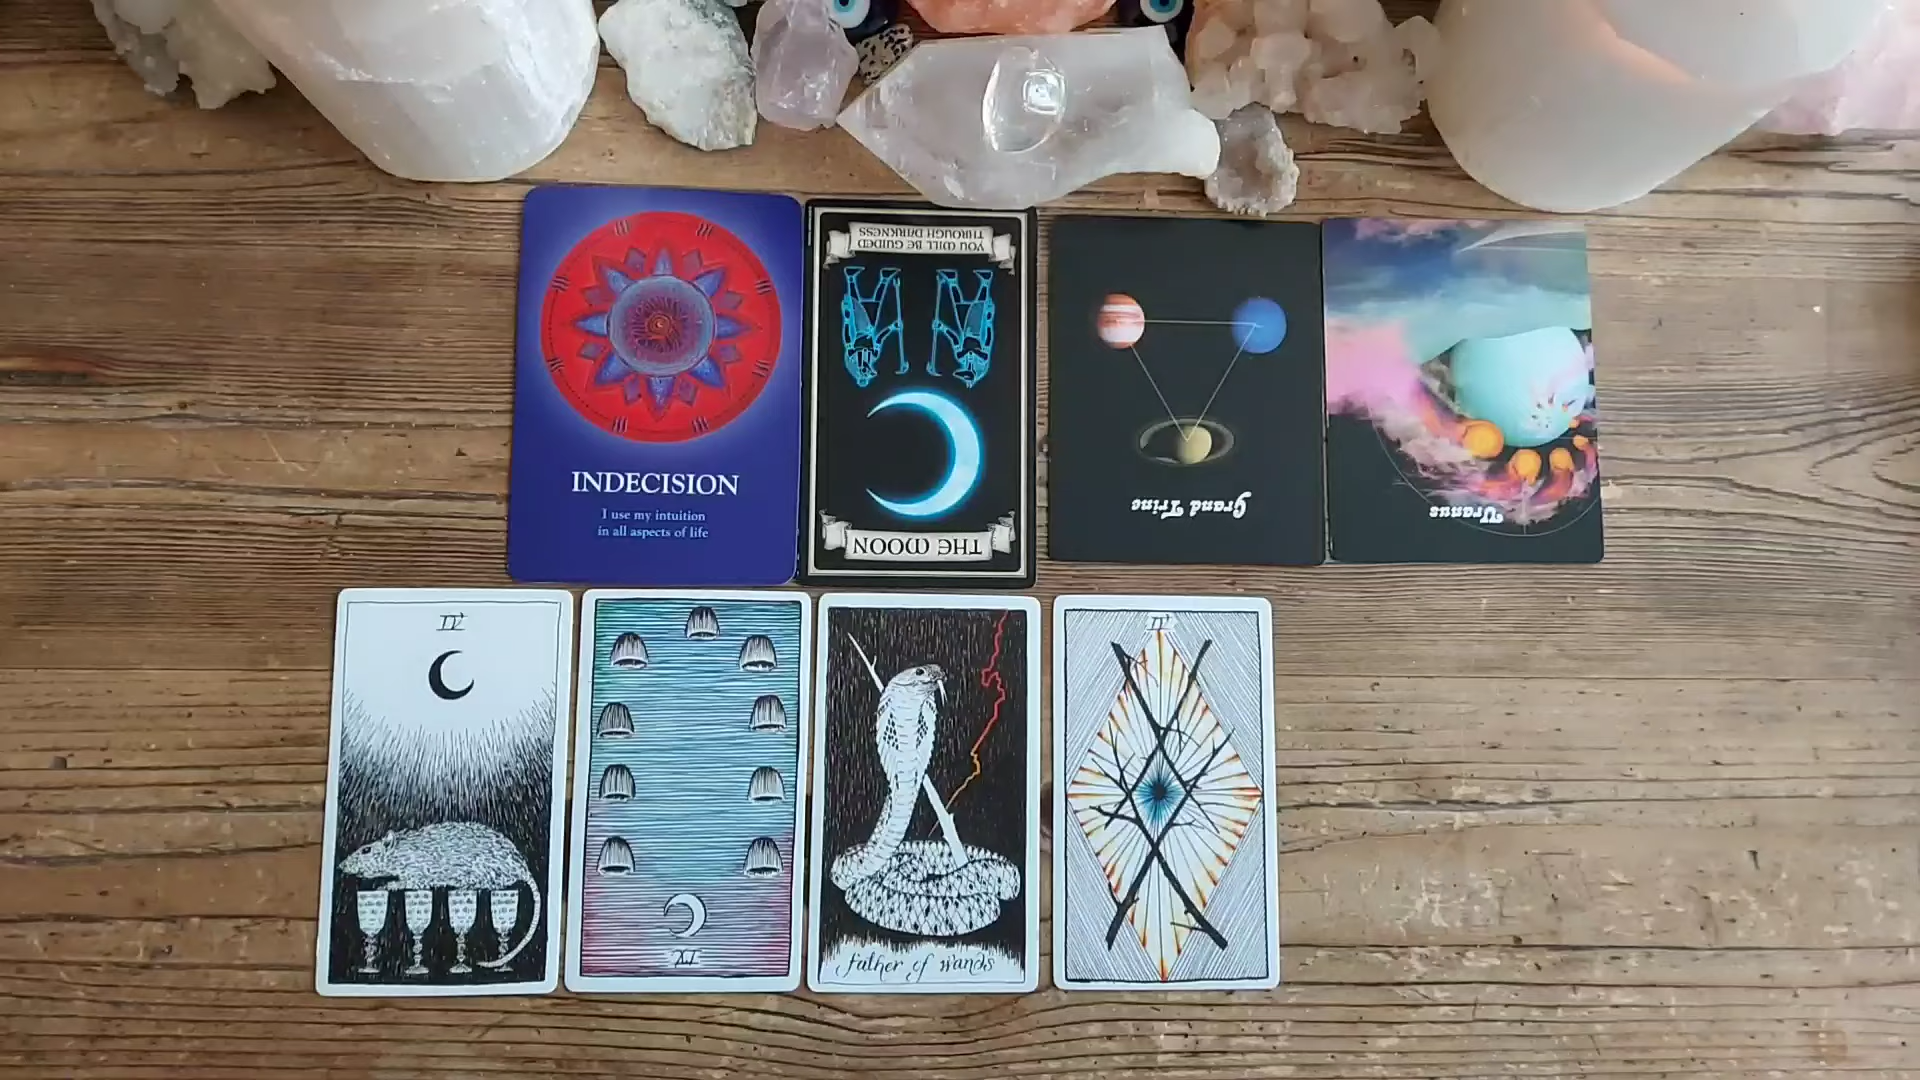 INDECISION
I use my intuition
in all aspects of life
YOU WILL BE GUIDED
THROUGH DARKNESS
THE MOON
Grand Trine
Uranus
IV
IX
father of wands
IV